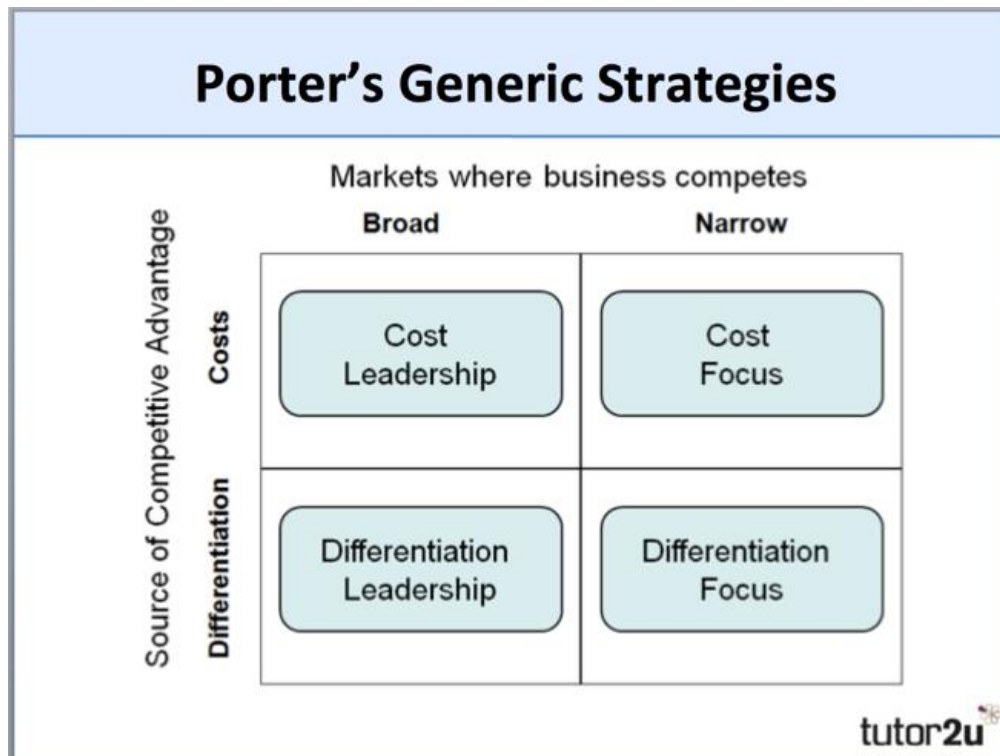 Porter’s Generic Strategies
Markets where business competes
Broad
Narrow
Source of Competitive Advantage
Costs
Cost
Leadership
Cost
Focus
Differentiation
Differentiation
Leadership
Differentiation
Focus
tutor2u